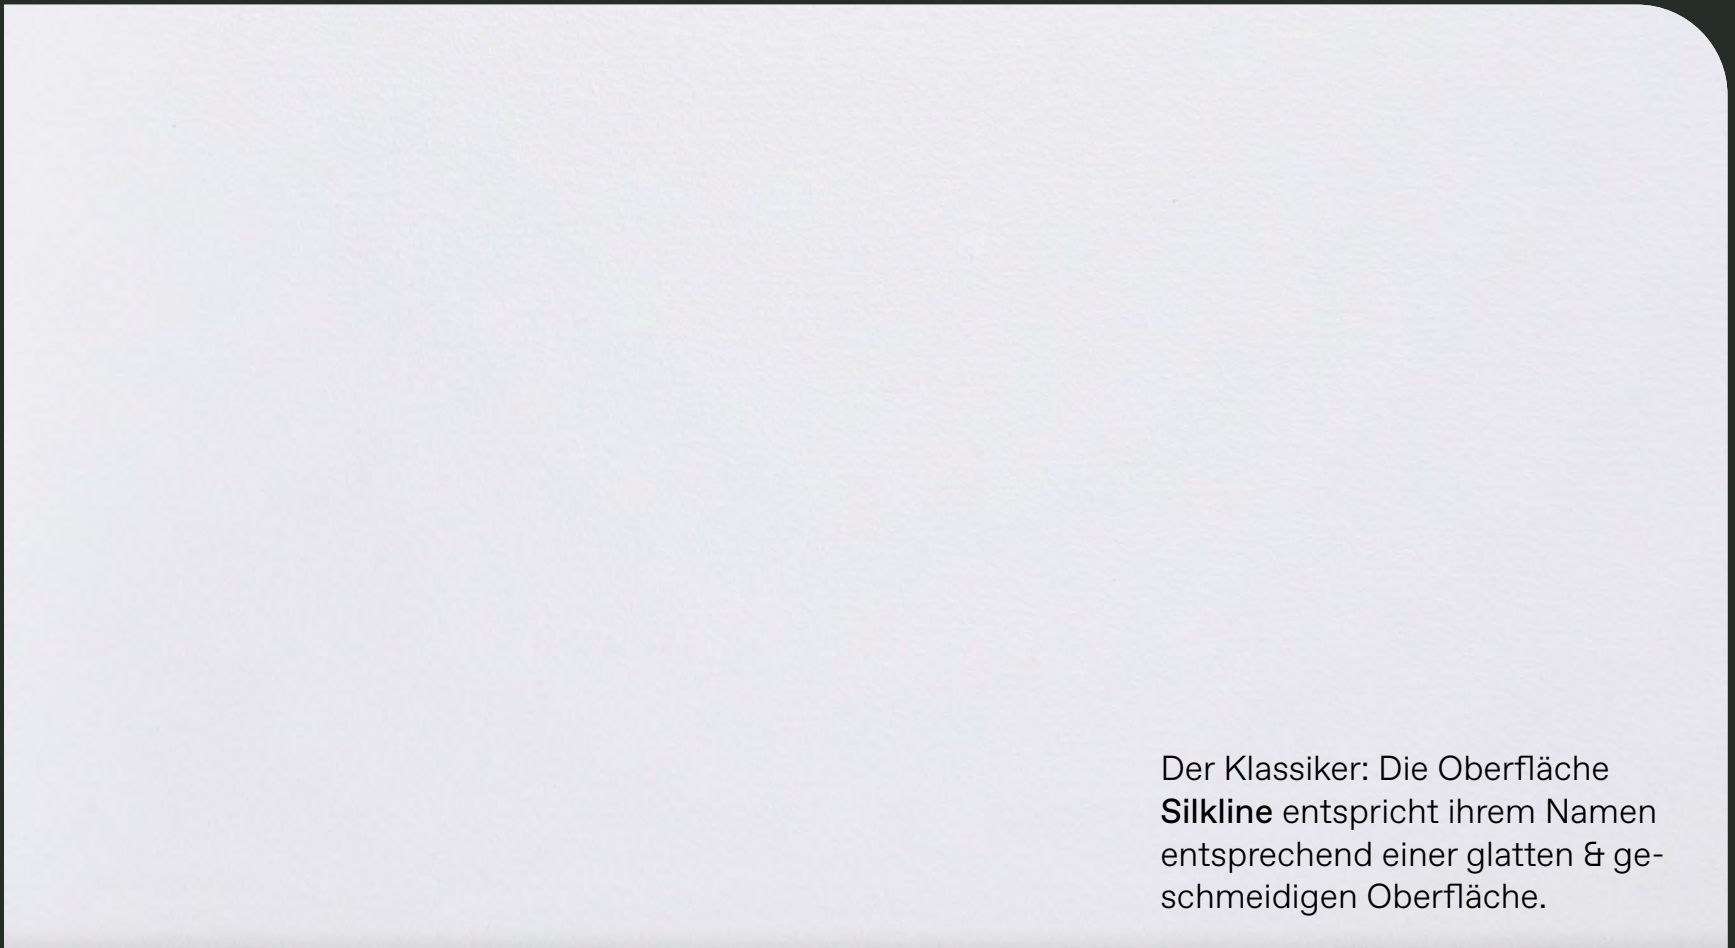 Der Klassiker: Die Oberfläche
Silkline entspricht ihrem Namen
entsprechend einer glatten & ge-
schmeidigen Oberfläche.